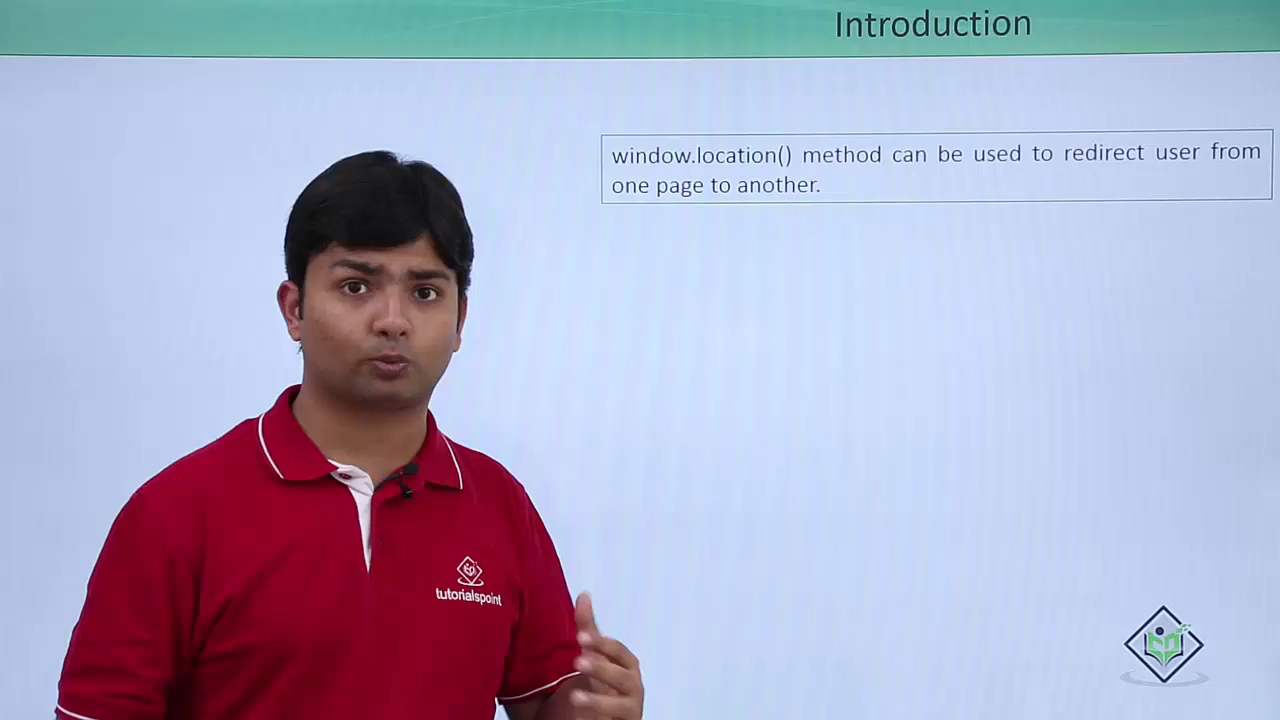 Introduction
window.location() method can be used to redirect user from
one page to another.
tutorialspoint